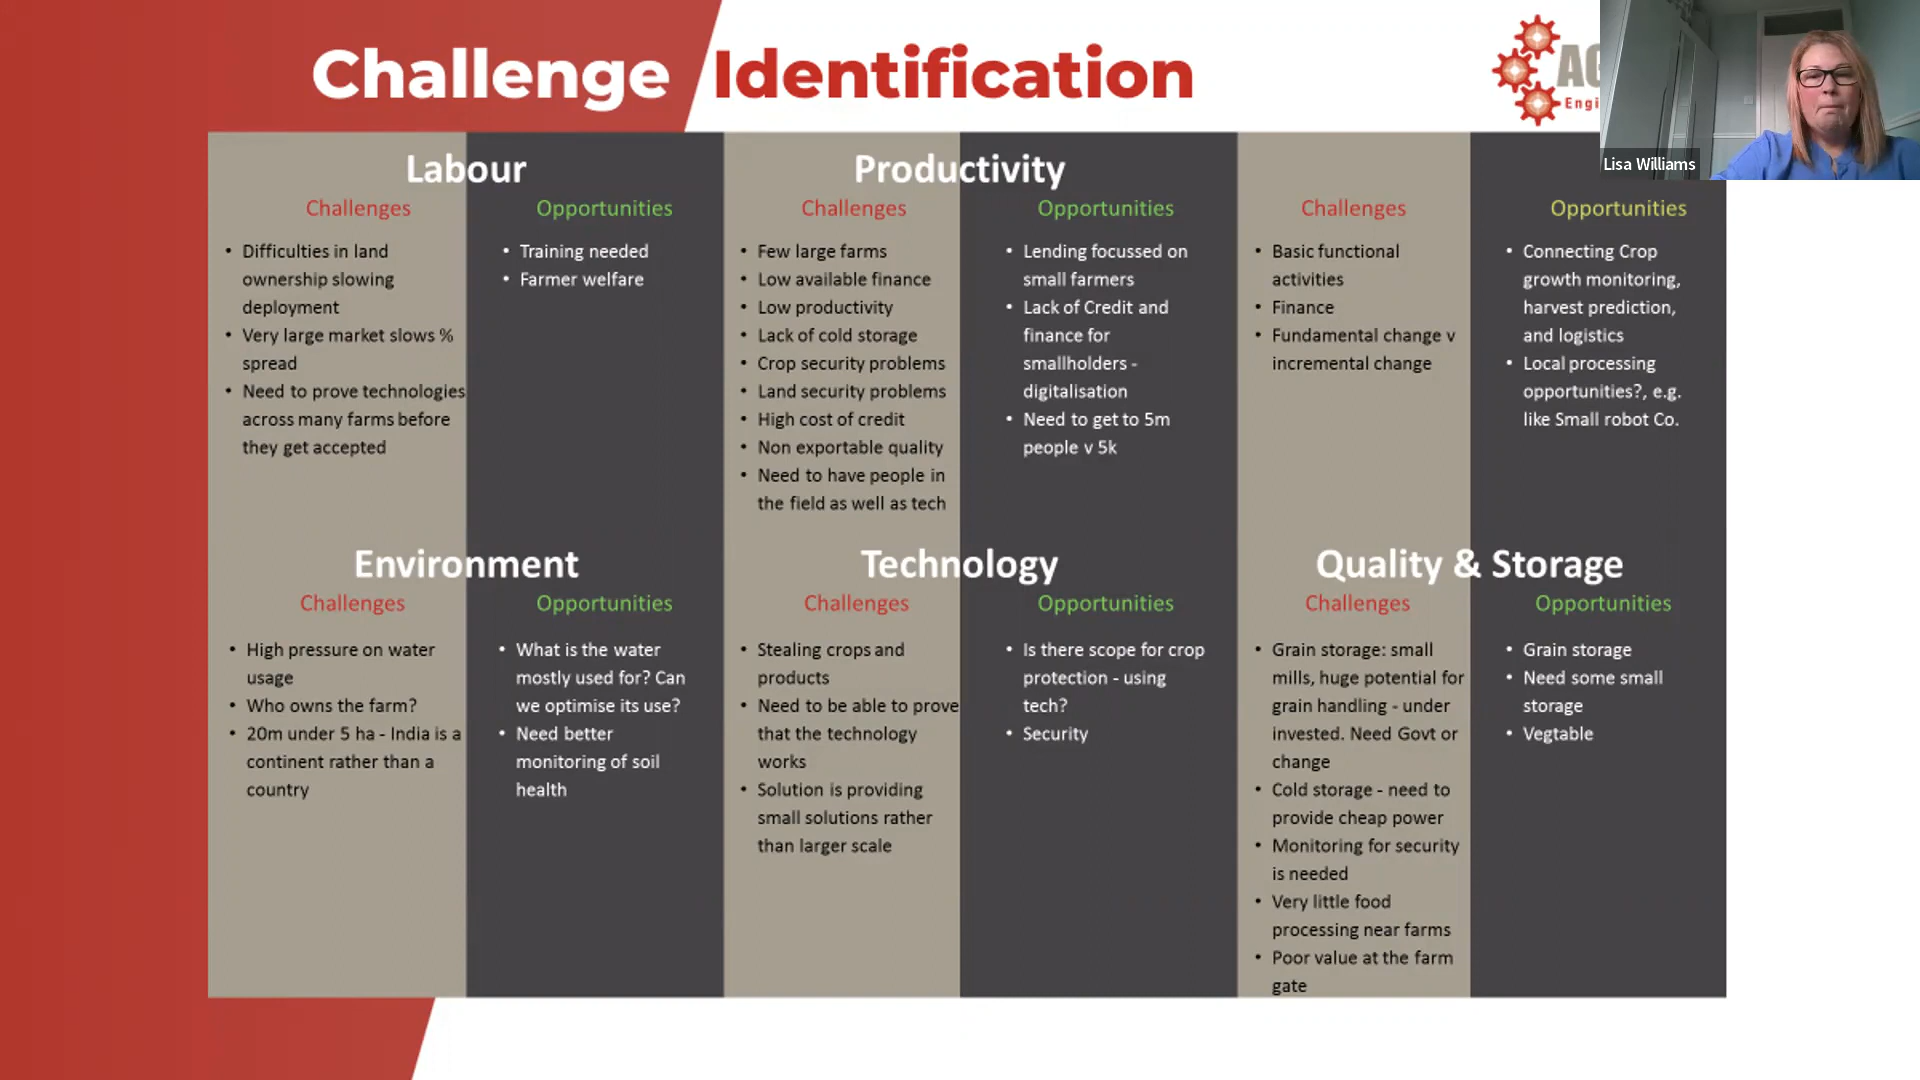 Challenge Identification
AG
Engi
Lisa Williams
Labour
Challenges
• Difficulties in land
ownership slowing
deployment
• Very large market slows %
spread
• Need to prove technologies
across many farms before
they get accepted
Opportunities
• Training needed
• Farmer welfare
Productivity
Challenges
• Few large farms
• Low available finance
• Low productivity
• Lack of cold storage
• Crop security problems
• Land security problems
• High cost of credit
• Non exportable quality
• Need to have people in
the field as well as tech
Opportunities
• Lending focussed on
small farmers
• Lack of Credit and
finance for
smallholders -
digitalisation
• Need to get to 5m
people v 5k
Challenges
• Basic functional
activities
• Finance
• Fundamental change v
incremental change
Opportunities
• Connecting Crop
growth monitoring,
harvest prediction,
and logistics
• Local processing
opportunities?, e.g.
like Small robot Co.
Environment
Challenges
• High pressure on water
usage
• Who owns the farm?
• 20m under 5 ha - India is a
continent rather than a
country
Opportunities
• What is the water
mostly used for? Can
we optimise its use?
• Need better
monitoring of soil
health
Technology
Challenges
• Stealing crops and
products
• Need to be able to prove
that the technology
works
• Solution is providing
small solutions rather
than larger scale
Opportunities
• Is there scope for crop
protection - using
tech?
• Security
Quality & Storage
Challenges
• Grain storage: small
mills, huge potential for
grain handling - under
invested. Need Govt or
change
• Cold storage - need to
provide cheap power
• Monitoring for security
is needed
• Very little food
processing near farms
• Poor value at the farm
gate
Opportunities
• Grain storage
• Need some small
storage
• Vegtable